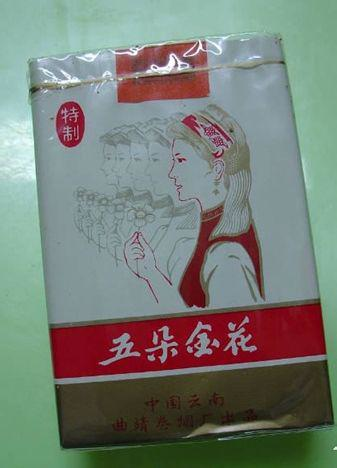 特制
五朵金花
中国云南
曲靖卷烟厂出品